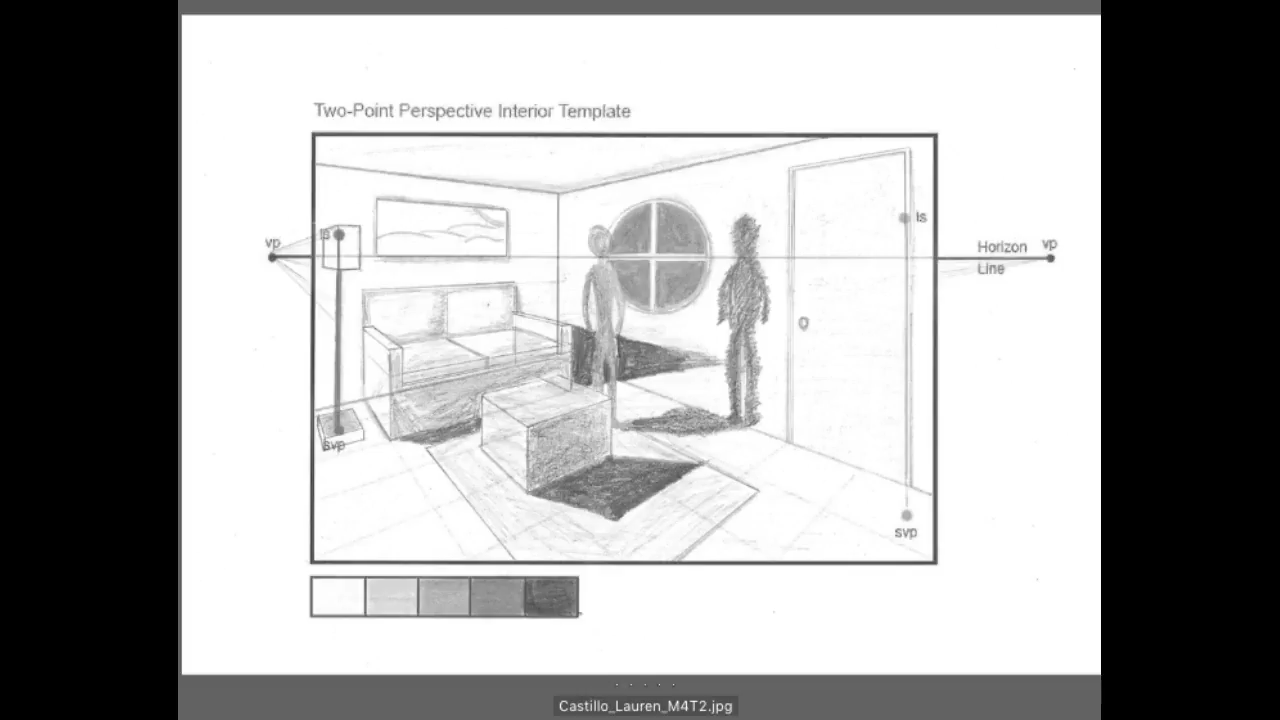 Two-Point Perspective Interior Template
vp
ls
svp
ls
svp
Horizon
Line
vp
Castillo_Lauren_M4T2.jpg